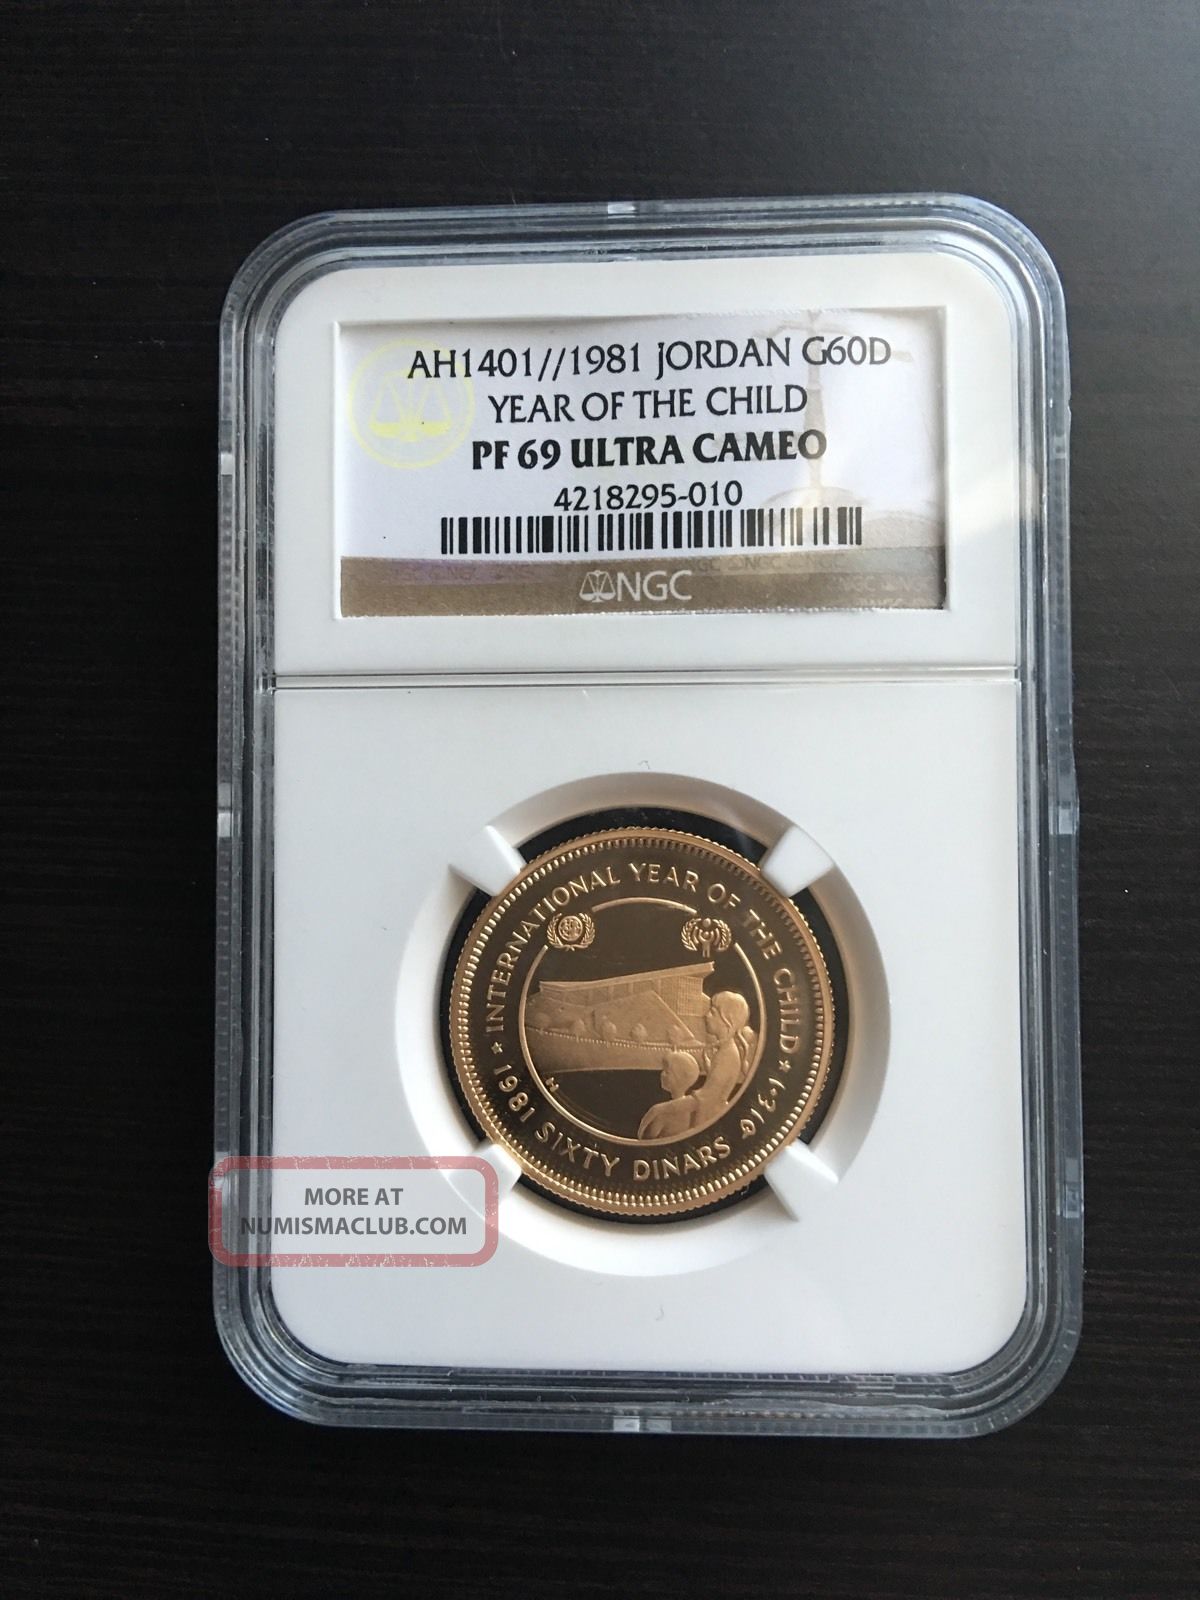 AH1401//1981 JORDAN G60D
YEAR OF THE CHILD
PF 69 ULTRA CAMEO
4218295-010
NGC
★ INTERNATIONAL YEAR OF THE CHILD ★
1981 SIXTY DINARS
MORE AT
NUMISMACLUB.COM